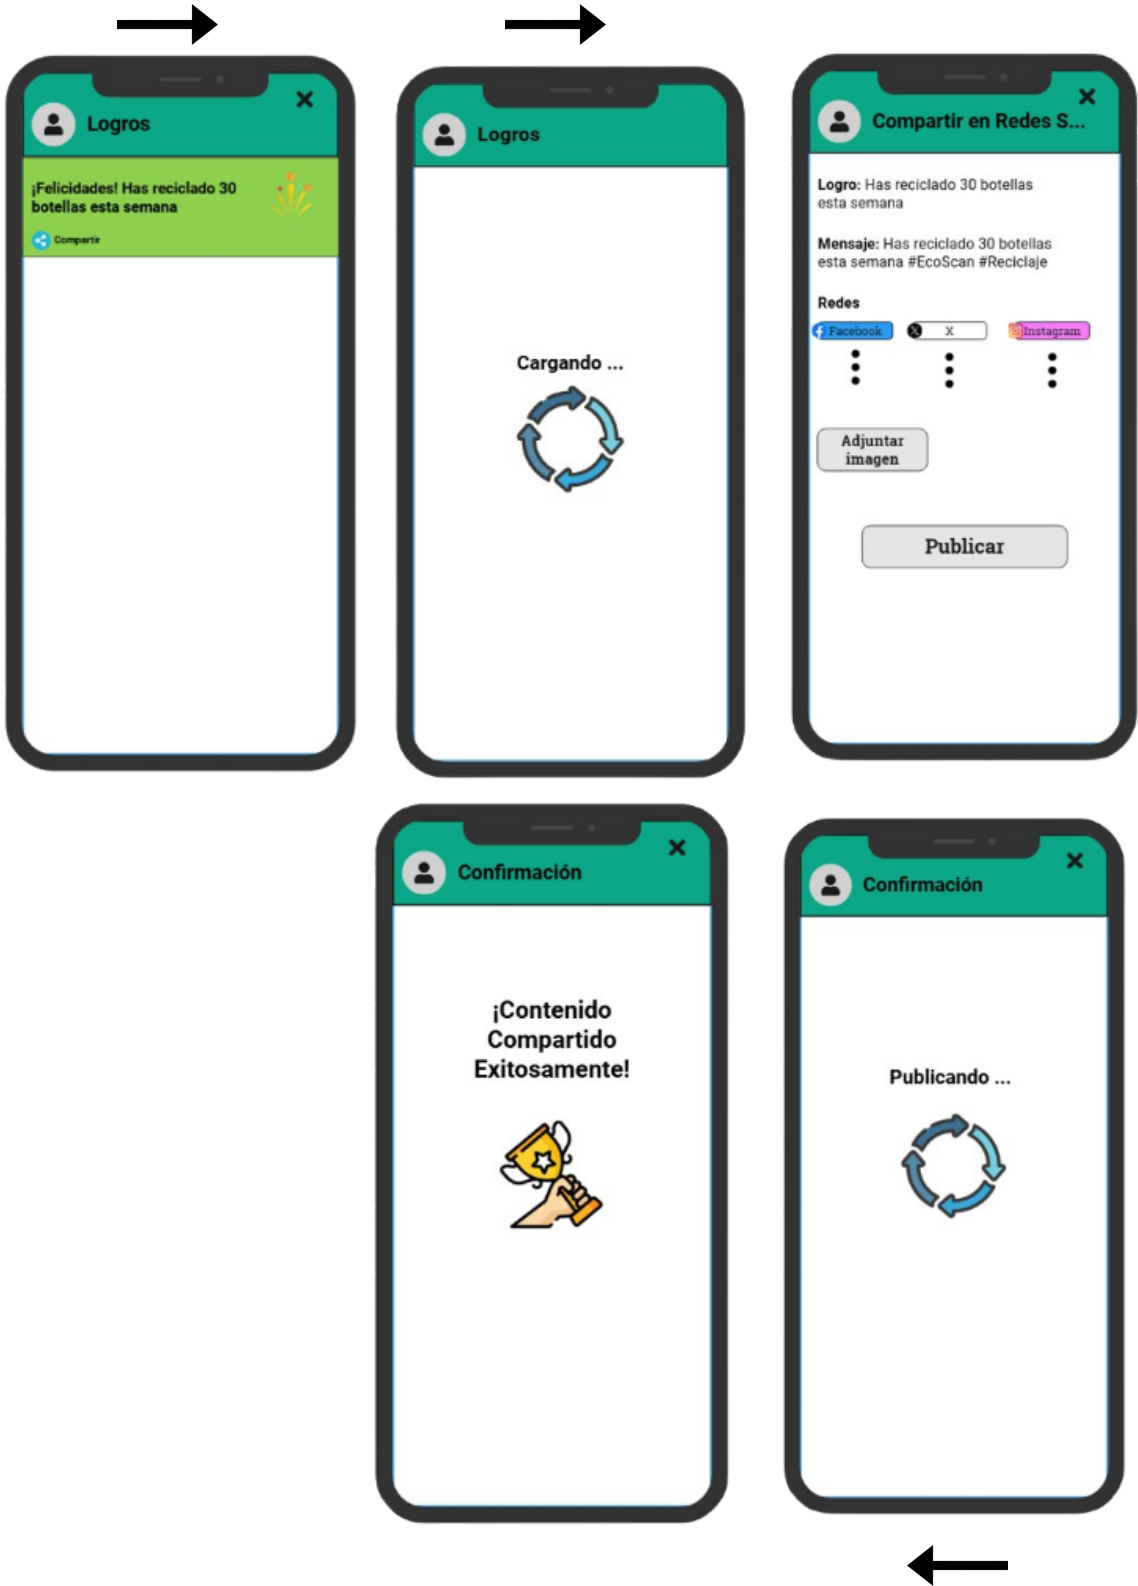 Logros
¡Felicidades! Has reciclado 30
botellas esta semana
Compartir
Logros
Cargando ...
Compartir en Redes S...
Logro: Has reciclado 30 botellas
esta semana
Mensaje: Has reciclado 30 botellas
esta semana #EcoScan #Reciclaje
Redes
Facebook
X
Instagram
Adjuntar
imagen
Publicar
Confirmación
¡Contenido
Compartido
Exitosamente!
Confirmación
Publicando ...